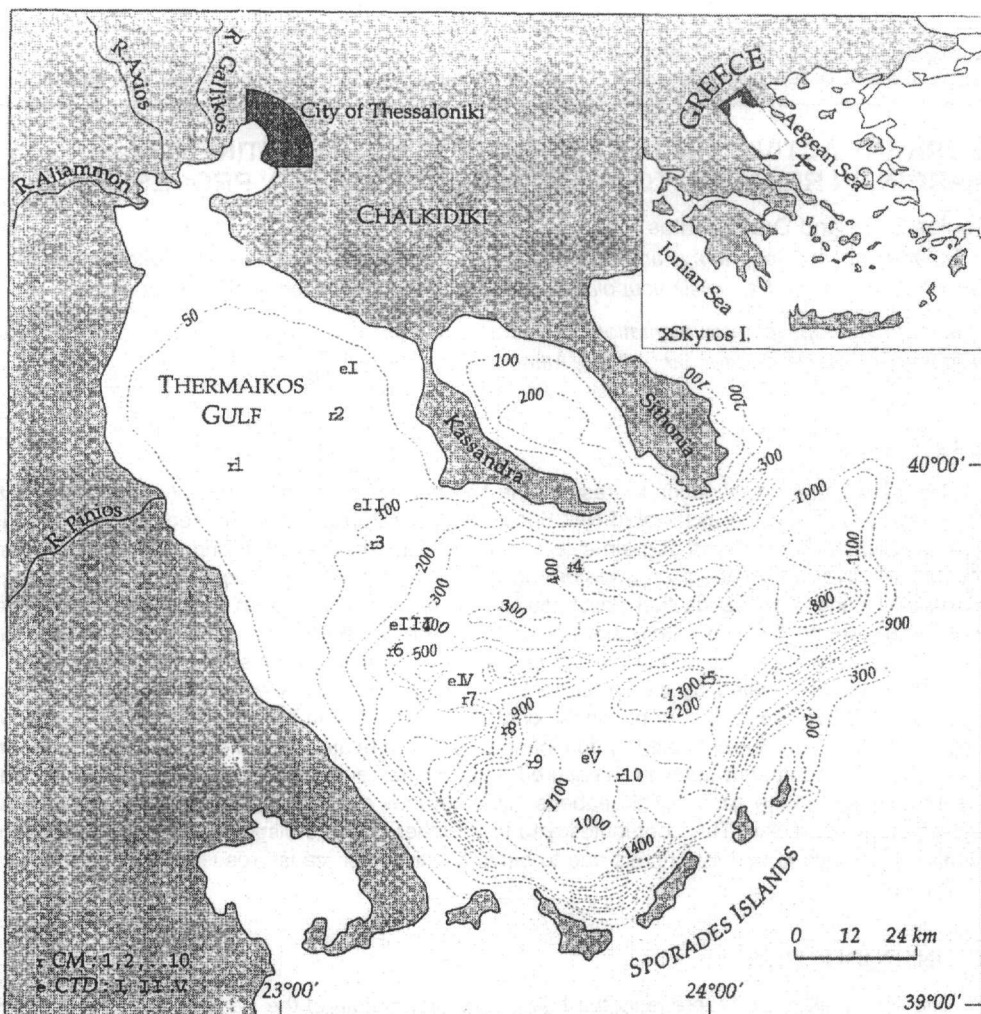 R. Axios
R. Gallikos
City of Thessaloniki
R. Aliammon
CHALKIDIKI
GREECE
Aegean Sea
Ionian Sea
xSkyros I.
50
THERMAIKOS
GULF
eI
r2
r1
100
200
Kassandra
Sithonia
100
200
300
40°00'
1000
1100
R. Pinios
eII
100
r3
200
300
400
r4
300
800
900
eIII
400
r6
500
eIV
r7
900
r8
1300
r5
1200
300
200
r9
eV
r10
1100
1000
1400
SPORADES ISLANDS
0 12 24 km
r CM : 1,2, . .10
e CTD : I, II V
23°00'
24°00'
39°00'